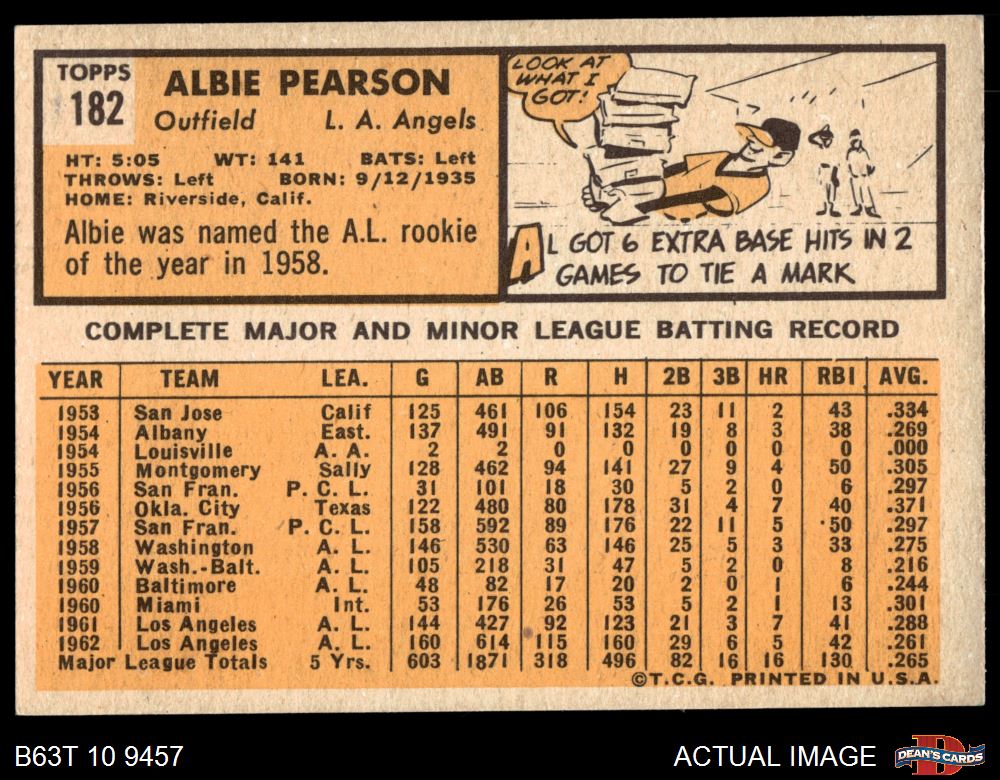 TOPPS
182
ALBIE PEARSON
Outfield L. A. Angels
HT: 5:05 WT: 141 BATS: Left
THROWS: Left BORN: 9/12/1935
HOME: Riverside, Calif.
Albie was named the A.L. rookie
of the year in 1958.
LOOK AT
WHAT I
GOT!
AL GOT 6 EXTRA BASE HITS IN 2
GAMES TO TIE A MARK
COMPLETE MAJOR AND MINOR LEAGUE BATTING RECORD
YEAR TEAM LEA. G AB R H 2B 3B HR RBI AVG.
1953 San Jose Calif 125 461 106 154 23 11 2 43 .334
1954 Albany East. 137 491 91 132 19 8 3 38 .269
1954 Louisville A. A. 2 2 0 0 0 0 0 0 .000
1955 Montgomery Sally 128 462 94 141 27 9 4 50 .305
1956 San Fran. P. C. L. 31 101 18 30 5 2 0 6 .297
1956 Okla. City Texas 122 480 80 178 31 4 7 40 .371
1957 San Fran. P. C. L. 158 592 89 176 22 11 5 50 .297
1958 Washington A. L. 146 530 63 146 25 5 3 33 .275
1959 Wash.-Balt. A. L. 105 218 31 47 5 2 0 8 .216
1960 Baltimore A. L. 48 82 17 20 2 0 1 6 .244
1960 Miami Int. 53 176 26 53 5 2 1 13 .301
1961 Los Angeles A. L. 144 427 92 123 21 3 7 41 .288
1962 Los Angeles A. L. 160 614 115 160 29 6 5 42 .261
Major League Totals 5 Yrs. 603 1871 318 496 82 16 16 130 .265
©T.C.G. PRINTED IN U.S.A.
B63T 10 9457 ACTUAL IMAGE DEAN'S CARDS